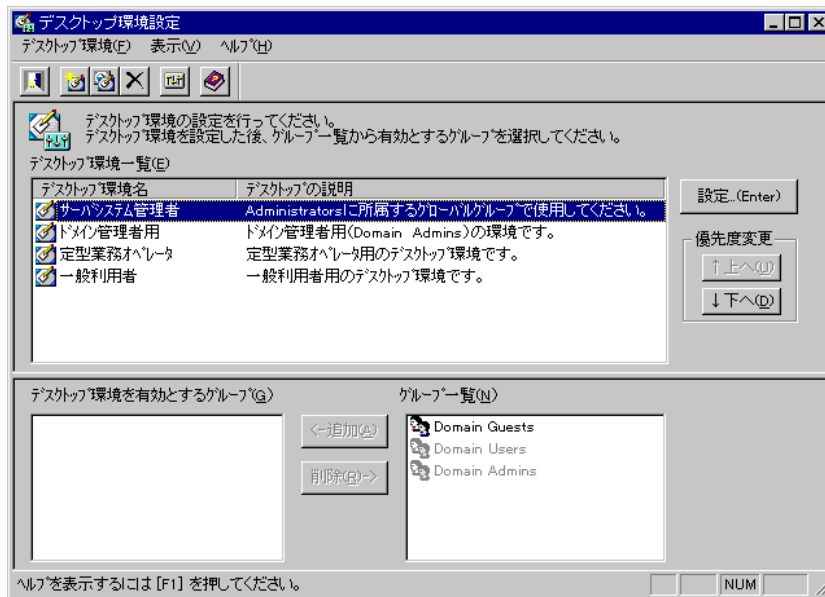 デスクトップ環境設定
ﾃﾞｽｸﾄｯﾌﾟ環境(F) 表示(V) ﾍﾙﾌﾟ(H)
ﾃﾞｽｸﾄｯﾌﾟ環境の設定を行ってください。
ﾃﾞｽｸﾄｯﾌﾟ環境を設定した後、ｸﾞﾙｰﾌﾟ一覧から有効とするｸﾞﾙｰﾌﾟを選択してください。
ﾃﾞｽｸﾄｯﾌﾟ環境一覧(E)
ﾃﾞｽｸﾄｯﾌﾟ環境名 ﾃﾞｽｸﾄｯﾌﾟの説明
ｻｰﾊﾞｼｽﾃﾑ管理者 Administratorsに所属するｸﾞﾛｰﾊﾞﾙｸﾞﾙｰﾌﾟで使用してください。
ﾄﾞﾒｲﾝ管理者用 ﾄﾞﾒｲﾝ管理者用(Domain Admins)の環境です。
定型業務ｵﾍﾟﾚｰﾀ 定型業務ｵﾍﾟﾚｰﾀ用のﾃﾞｽｸﾄｯﾌﾟ環境です。
一般利用者 一般利用者用のﾃﾞｽｸﾄｯﾌﾟ環境です。
設定...(Enter)
優先度変更
↑上へ(U)
↓下へ(D)
ﾃﾞｽｸﾄｯﾌﾟ環境を有効とするｸﾞﾙｰﾌﾟ(G)
<-追加(A)
削除(R)->
ｸﾞﾙｰﾌﾟ一覧(N)
Domain Guests
Domain Users
Domain Admins
ﾍﾙﾌﾟを表示するには [F1] を押してください。
NUM